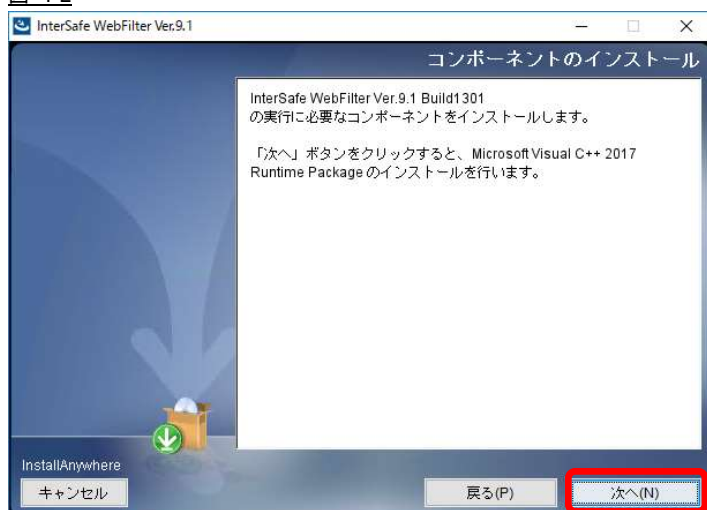 InterSafe WebFilter Ver.9.1
コンポーネントのインストール
InterSafe WebFilter Ver.9.1 Build1301
の実行に必要なコンポーネントをインストールします。
「次へ」ボタンをクリックすると、Microsoft Visual C++ 2017
Runtime Package のインストールを行います。
InstallAnywhere
キャンセル
戻る(P)
次へ(N)